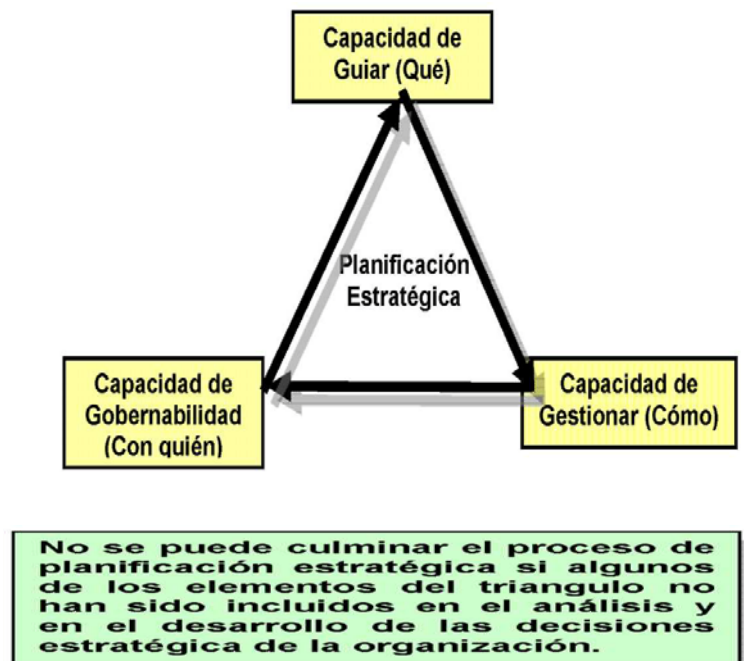 Capacidad de
Guiar (Qué)
Planificación
Estratégica
Capacidad de
Gobernabilidad
(Con quién)
Capacidad de
Gestionar (Cómo)
No se puede culminar el proceso de
planificación estratégica si algunos
de los elementos del triangulo no
han sido incluidos en el análisis y
en el desarrollo de las decisiones
estratégica de la organización.